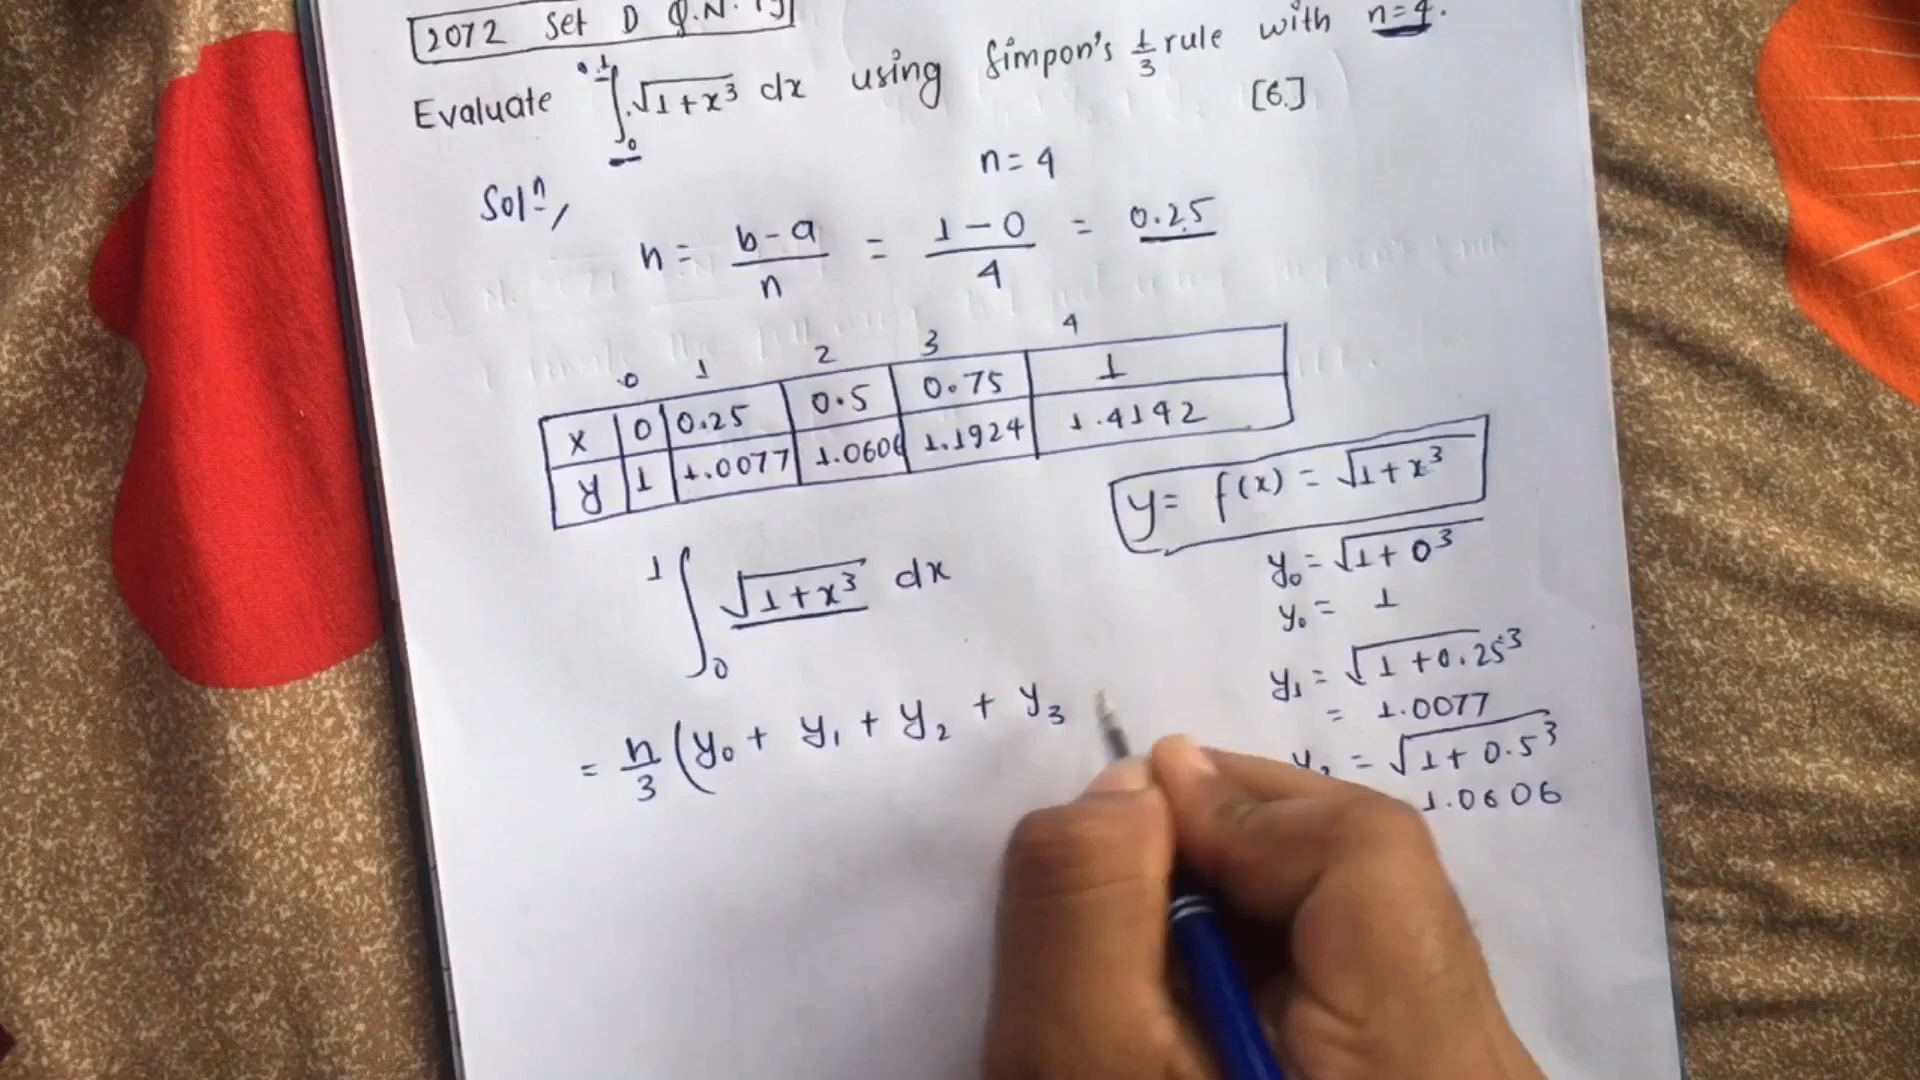 2072 Set D Q.N. 15
Evaluate ∫₀¹ √1+x³ dx using Simpon's 1/3 rule with n=4.
[6.]
Solⁿ,
n= 4
h = b-a/n = 1-0/4 = 0.25
0 1 2 3 4
x 0 0.25 0.5 0.75 1
y 1 1.0077 1.0606 1.1924 1.4142
y= f(x) = √1+x³
∫₀¹ √1+x³ dx
y₀ = √1+0³
y₀ = 1
y₁ = √1+0.25³
= 1.0077
= h/3 (y₀ + y₁ + y₂ + y₃
y₂ = √1+0.5³
1.0606